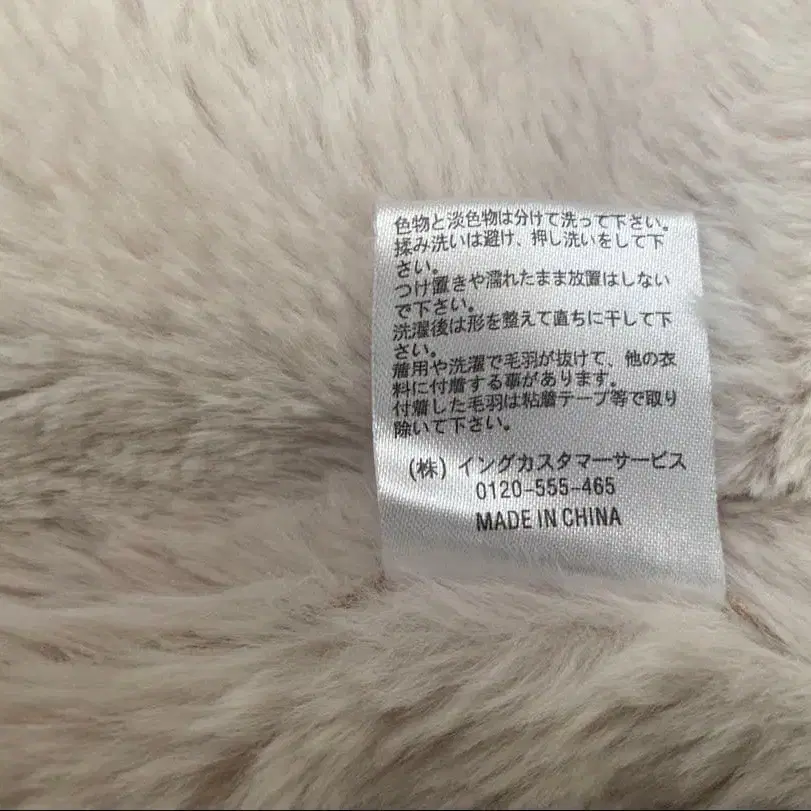 色物と淡色物は分けて洗って下さい。
揉み洗いは避け、押し洗いをして下
さい。
つけ置きや濡れたまま放置はしない
で下さい。
洗濯後は形を整えて直ちに干して下
さい。
着用や洗濯で毛羽が抜けて、他の衣
料に付着する事があります。
付着した毛羽は粘着テープ等で取り
除いて下さい。
(株) イングカスタマーサービス
0120-555-465
MADE IN CHINA